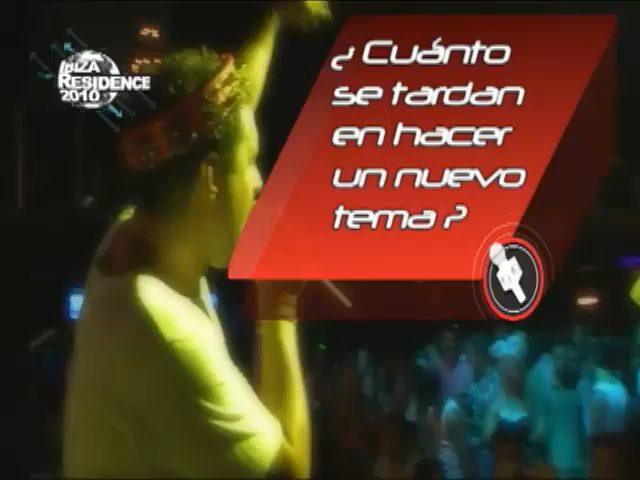 IBIZA
RESIDENCE
2010
¿Cuánto
se tardan
en hacer
un nuevo
tema?